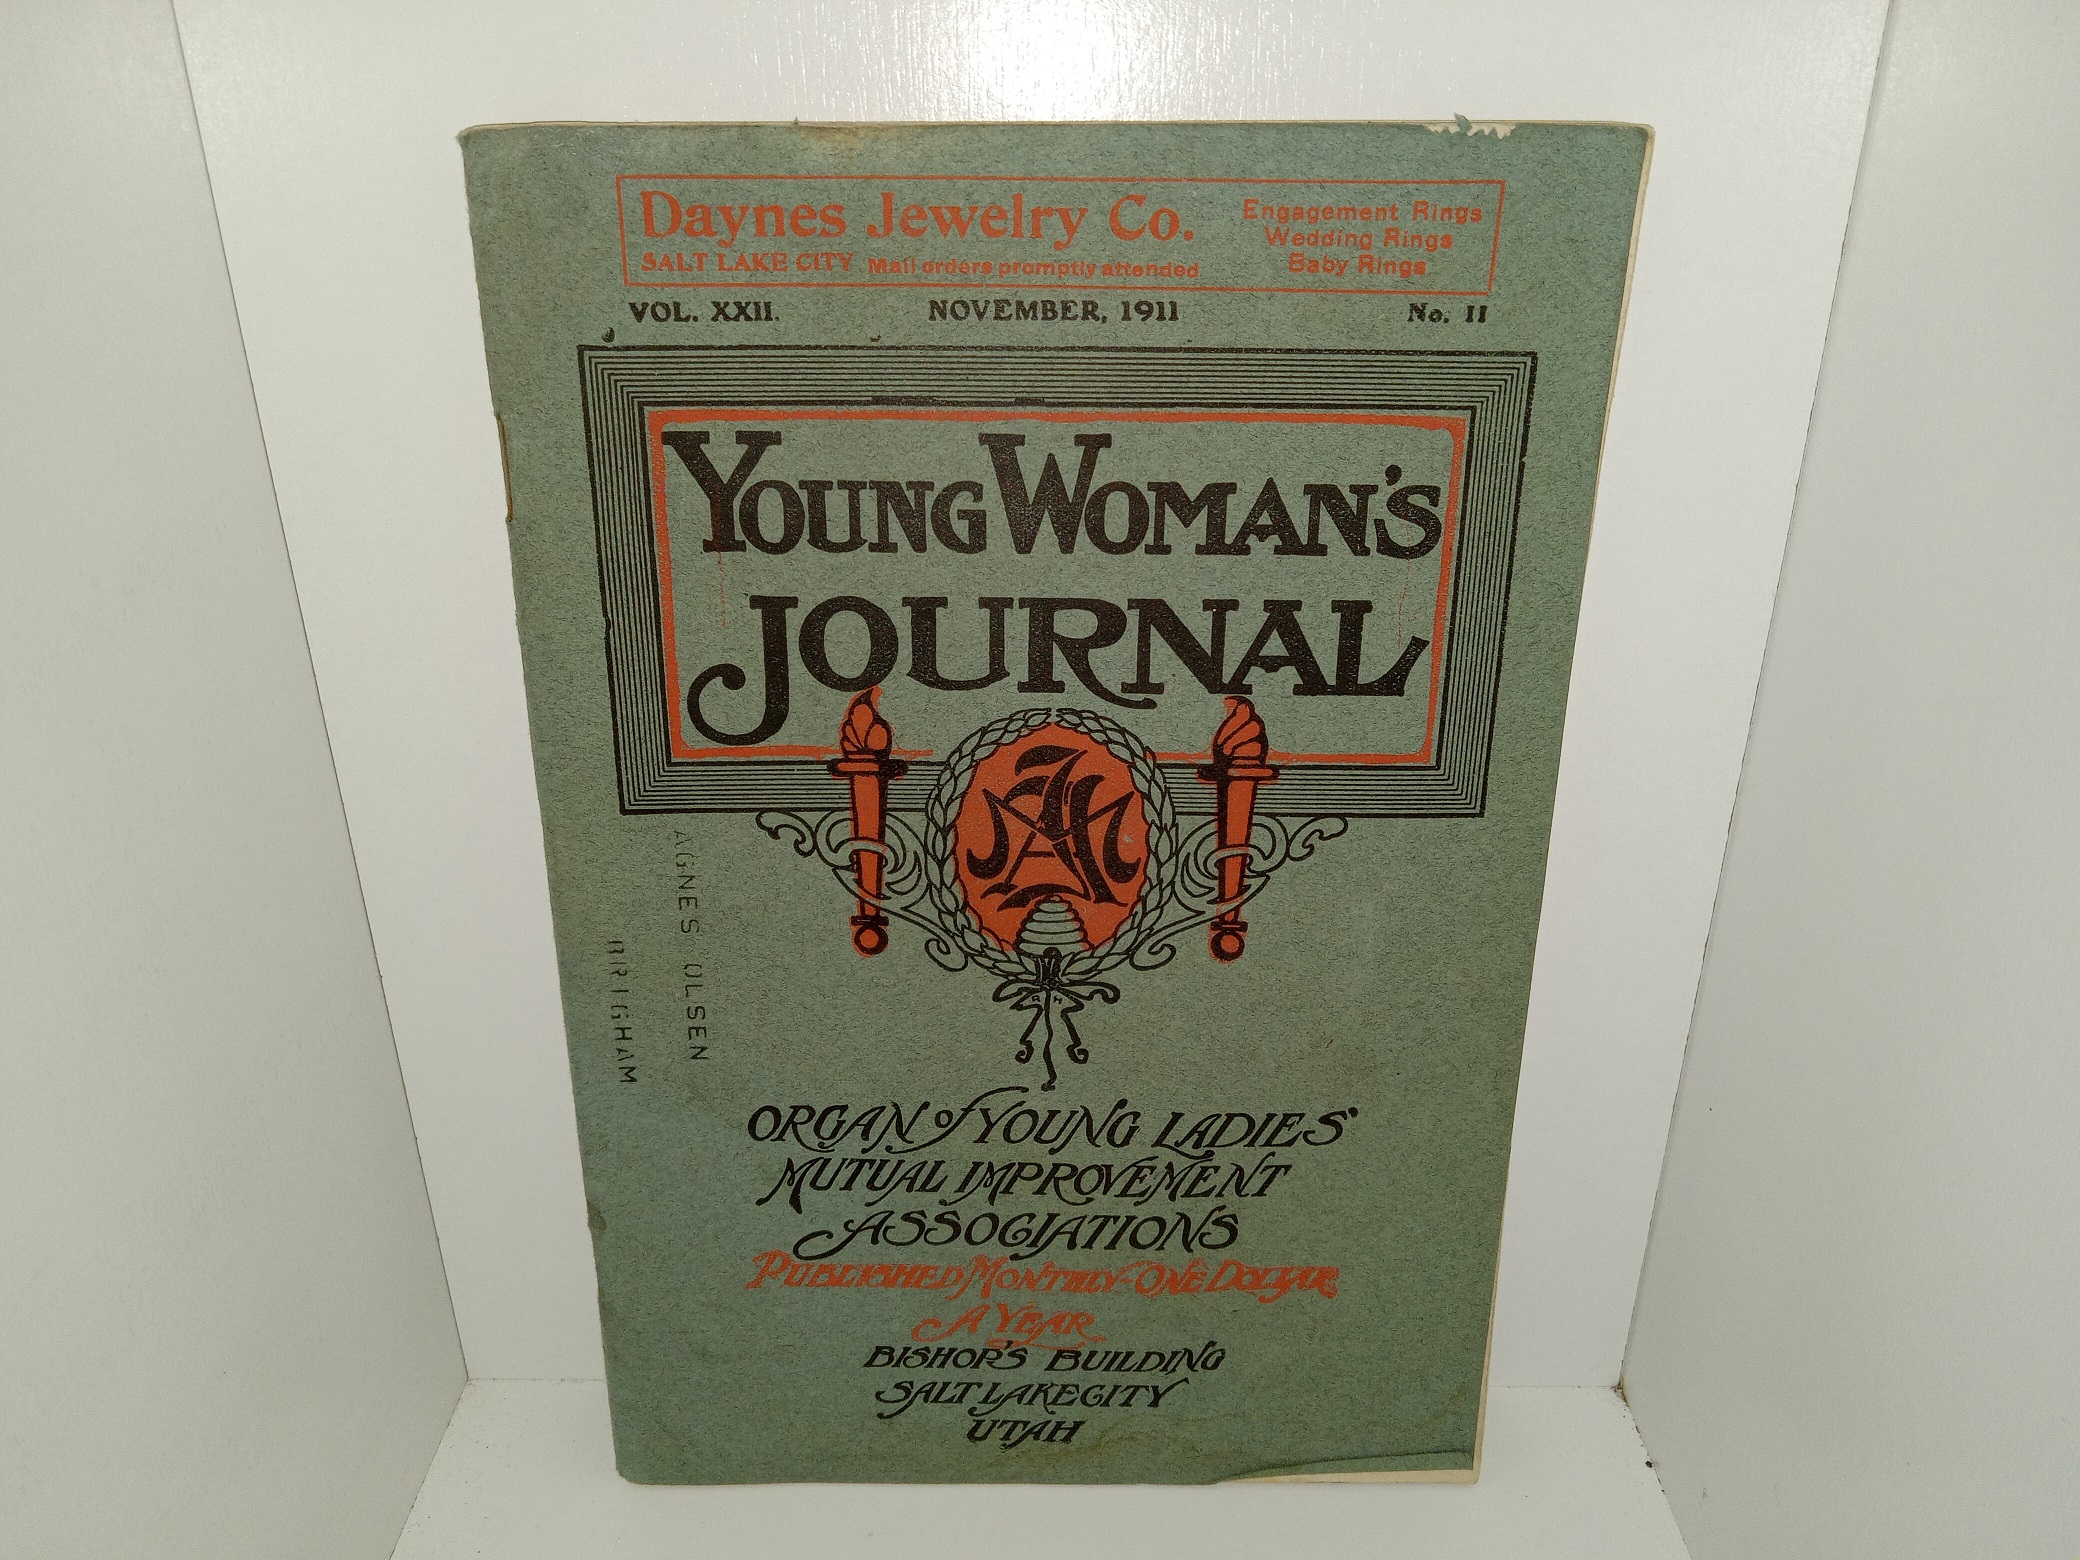 Daynes Jewelry Co.
SALT LAKE CITY Mail orders promptly attended
Engagement Rings
Wedding Rings
Baby Rings
VOL. XXII. NOVEMBER, 1911 No. 11
YOUNG WOMAN'S
JOURNAL
AGNES OLSEN
BRIGHAM
ORGAN of YOUNG LADIES'
MUTUAL IMPROVEMENT
ASSOCIATIONS
PUBLISHED MONTHLY-ONE DOLLAR
A YEAR
BISHOP'S BUILDING
SALT LAKE CITY
UTAH